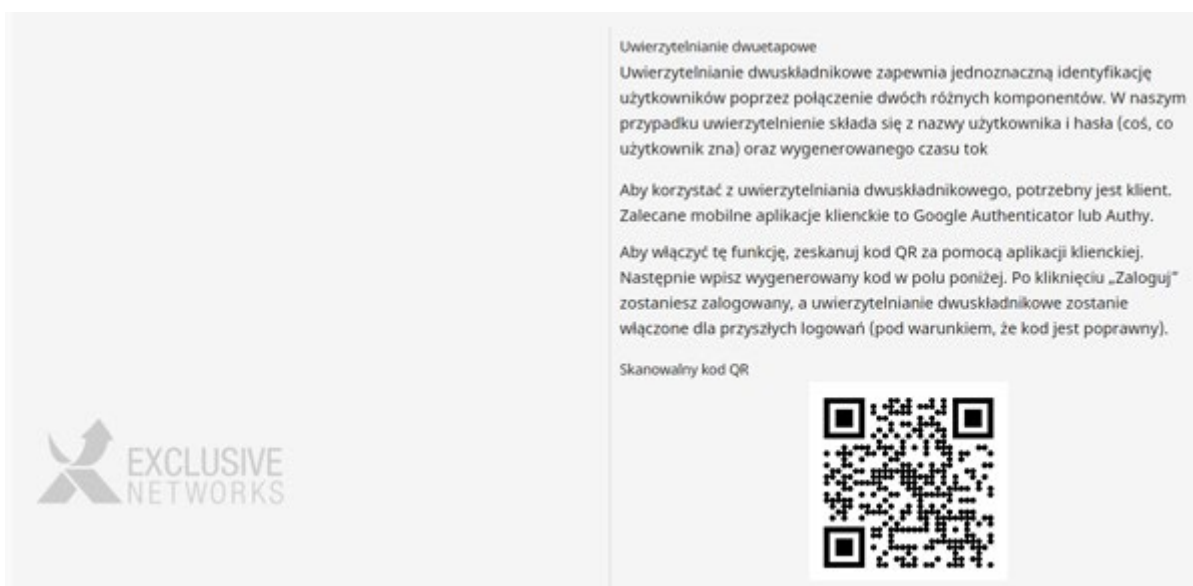 Uwierzytelnianie dwuetapowe
Uwierzytelnianie dwuskładnikowe zapewnia jednoznaczną identyfikację
użytkowników poprzez połączenie dwóch różnych komponentów. W naszym
przypadku uwierzytelnienie składa się z nazwy użytkownika i hasła (coś, co
użytkownik zna) oraz wygenerowanego czasu tok
Aby korzystać z uwierzytelniania dwuskładnikowego, potrzebny jest klient.
Zalecane mobilne aplikacje klienckie to Google Authenticator lub Authy.
Aby włączyć tę funkcję, zeskanuj kod QR za pomocą aplikacji klienckiej.
Następnie wpisz wygenerowany kod w polu poniżej. Po kliknięciu „Zaloguj”
zostaniesz zalogowany, a uwierzytelnianie dwuskładnikowe zostanie
włączone dla przyszłych logowań (pod warunkiem, że kod jest poprawny).
Skanowalny kod QR
EXCLUSIVE
NETWORKS